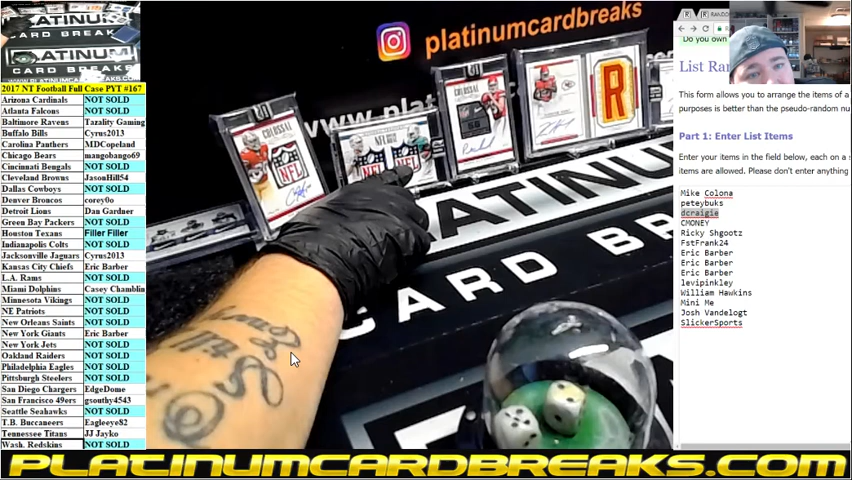 PLATINUM
CARD BREAKS
2017 NT Football Full Case PYT #167
Arizona Cardinals NOT SOLD
Atlanta Falcons NOT SOLD
Baltimore Ravens Tazality Gaming
Buffalo Bills Cyrus2013
Carolina Panthers MDCopeland
Chicago Bears mangobango69
Cincinnati Bengals NOT SOLD
Cleveland Browns JasonHill54
Dallas Cowboys NOT SOLD
Denver Broncos corey0o
Detroit Lions Dan Gardner
Green Bay Packers NOT SOLD
Houston Texans Filler Filler
Indianapolis Colts NOT SOLD
Jacksonville Jaguars Cyrus2013
Kansas City Chiefs Eric Barber
L.A. Rams NOT SOLD
Miami Dolphins Casey Chamblin
Minnesota Vikings NOT SOLD
NE Patriots NOT SOLD
New Orleans Saints NOT SOLD
New York Giants Eric Barber
New York Jets NOT SOLD
Oakland Raiders NOT SOLD
Philadelphia Eagles NOT SOLD
Pittsburgh Steelers NOT SOLD
San Diego Chargers EdgeDome
San Francisco 49ers gsouthy4543
Seattle Seahawks NOT SOLD
T.B. Buccaneers Eagleeye82
Tennessee Titans JJ Jayko
Wash. Redskins NOT SOLD
platinumcardbreaks
www.plat
COLOSSAL
NFL
NFL
NFL
COLOSSAL
R
ATINUM
CARD BR
Still
Do you own
List Ran
This form allows you to arrange the items of a
purposes is better than the pseudo-random nu
Part 1: Enter List Items
Enter your items in the field below, each on a s
items are allowed. Please don't enter anything
Mike Colona
peteybuks
dcraigie
CMONEY
Ricky Shgootz
FstFrank24
Eric Barber
Eric Barber
Eric Barber
levipinkley
William Hawkins
Mini Me
Josh Vandelogt
SlickerSports
PLATINUMCARDBREAKS.COM